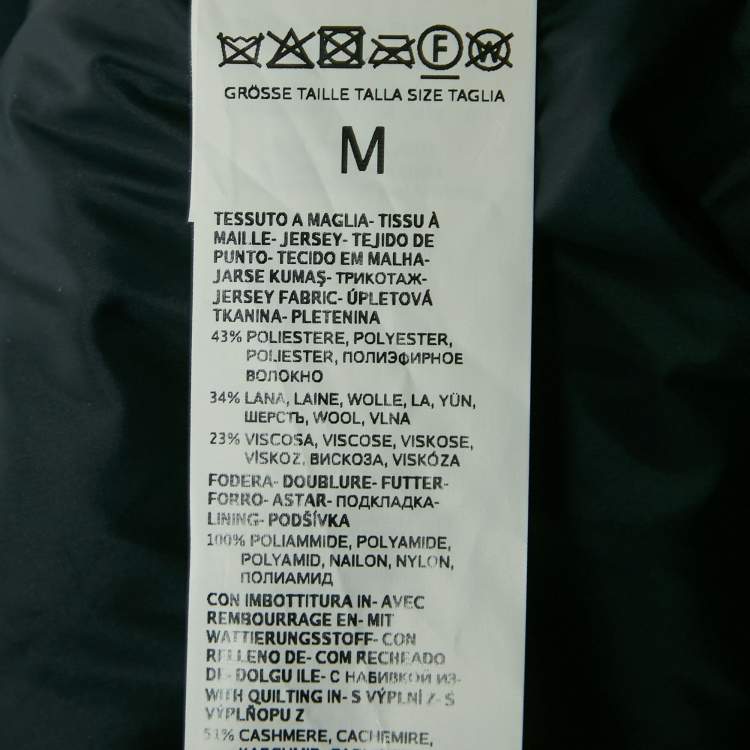 F W
GRÖSSE TAILLE TALLA SIZE TAGLIA
M
TESSUTO A MAGLIA- TISSU À
MAILLE- JERSEY- TEJIDO DE
PUNTO- TECIDO EM MALHA-
JARSE KUMAŞ- ТРИКОТАЖ-
JERSEY FABRIC- ÚPLETOVÁ
TKANINA- PLETENINA
43% POLIESTERE, POLYESTER,
POLIESTER, ПОЛИЭФИРНОЕ
ВОЛОКНО
34% LANA, LAINE, WOLLE, LA, YÜN,
ШЕРСТЬ, WOOL, VLNA
23% VISCOSA, VISCOSE, VISKOSE,
VİSKOZ, ВИСКОЗА, VISKÓZA
FODERA- DOUBLURE- FUTTER-
FORRO- ASTAR- ПОДКЛАДКА-
LINING- PODŠÍVKA
100% POLIAMMIDE, POLYAMIDE,
POLYAMID, NAILON, NYLON,
ПОЛИАМИД
CON IMBOTTITURA IN- AVEC
REMBOURRAGE EN- MIT
WATTIERUNGSSTOFF- CON
RELLENO DE- COM RECHEADO
DE- DOLGU ILE- С НАБИВКОЙ ИЗ-
WITH QUILTING IN- S VÝPLNÍ Z- S
VÝPLŇOPU Z
51% CASHMERE, CACHEMIRE,